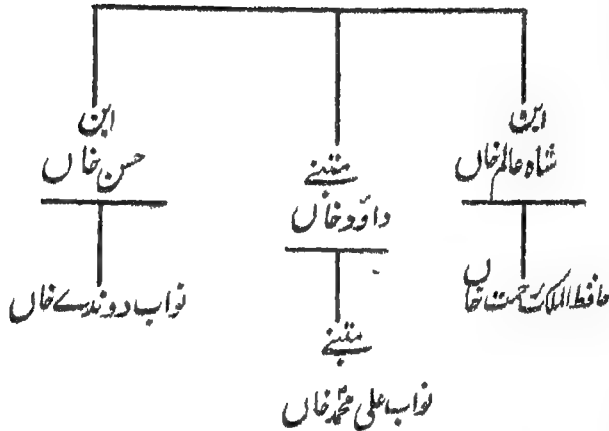 ابن
شاہ عالم خاں
حافظ الملک رحمت خاں
متبنے
داؤد خاں
متبنے
نواب علی محمد خاں
ابن
حسن خاں
نواب دوندے خاں